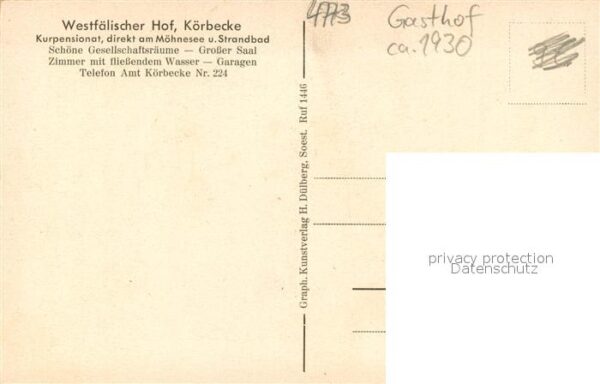 Westfälischer Hof, Körbecke
Kurpensionat, direkt am Möhnesee u. Strandbad
Schöne Gesellschaftsräume — Großer Saal
Zimmer mit fließendem Wasser — Garagen
Telefon Amt Körbecke Nr. 224
4773
Gasthof
ca. 1930
Graph. Kunstverlag H. Dülberg, Soest. Ruf 1446
privacy protection
Datenschutz